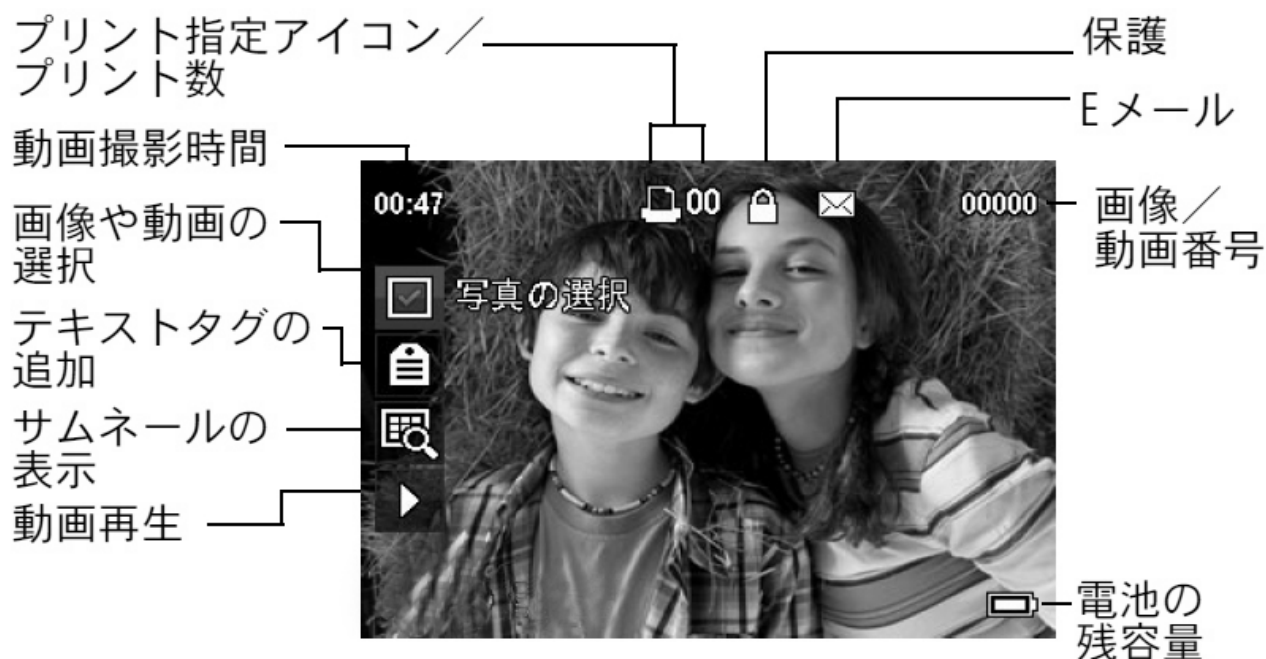 プリント指定アイコン／
プリント数
動画撮影時間
画像や動画の
選択
テキストタグの
追加
サムネールの
表示
動画再生
00:47
00
00000
写真の選択
保護
Eメール
画像／
動画番号
電池の
残容量